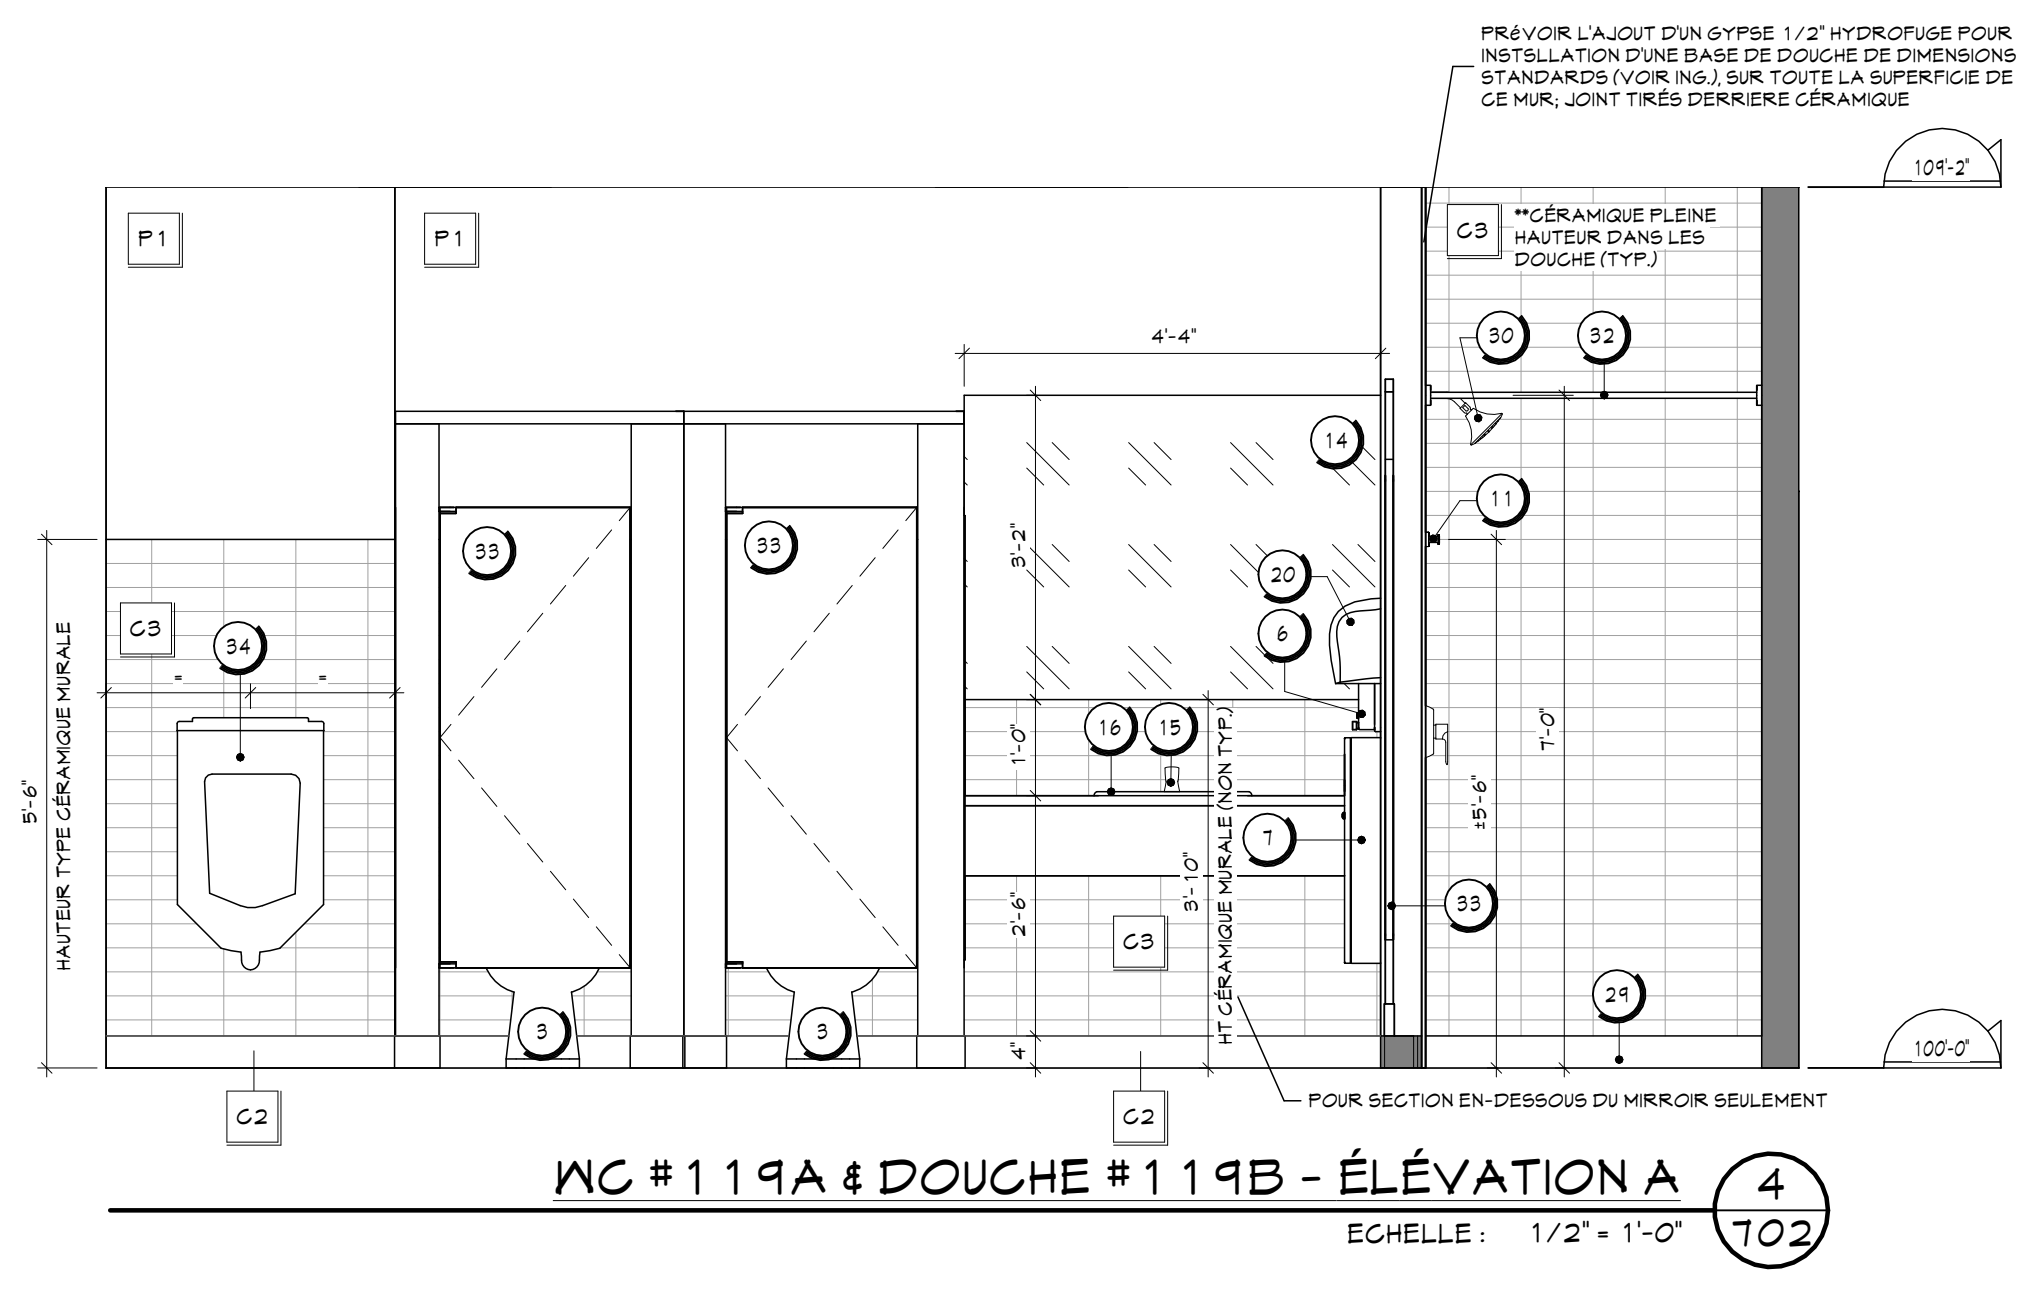 PRéVOIR L'AJOUT D'UN GYPSE 1/2" HYDROFUGE POUR
INSTSLLATION D'UNE BASE DE DOUCHE DE DIMENSIONS
STANDARDS (VOIR ING.), SUR TOUTE LA SUPERFICIE DE
CE MUR; JOINT TIRÉS DERRIERE CÉRAMIQUE
109'-2"
P1
P1
C3
**CÉRAMIQUE PLEINE
HAUTEUR DANS LES
DOUCHE (TYP.)
4'-4"
30
32
14
11
33
33
3'-2"
20
6
C3
34
=
=
5'-6"
HAUTEUR TYPE CÉRAMIQUE MURALE
16
15
1'-0"
7'-0"
±5'-6"
7
3'-10"
HT CÉRAMIQUE MURALE (NON TYP.)
2'-6"
33
C3
29
3
3
4"
100'-0"
C2
C2
POUR SECTION EN-DESSOUS DU MIRROIR SEULEMENT
WC #119A & DOUCHE #119B - ÉLÉVATION A
4
702
ECHELLE : 1/2" = 1'-0"